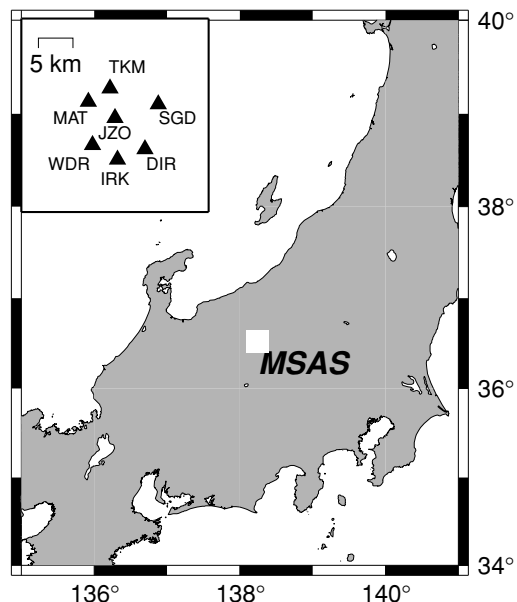 40°
5 km
TKM
MAT
SGD
JZO
WDR
DIR
IRK
38°
MSAS
36°
34°
136°
138°
140°